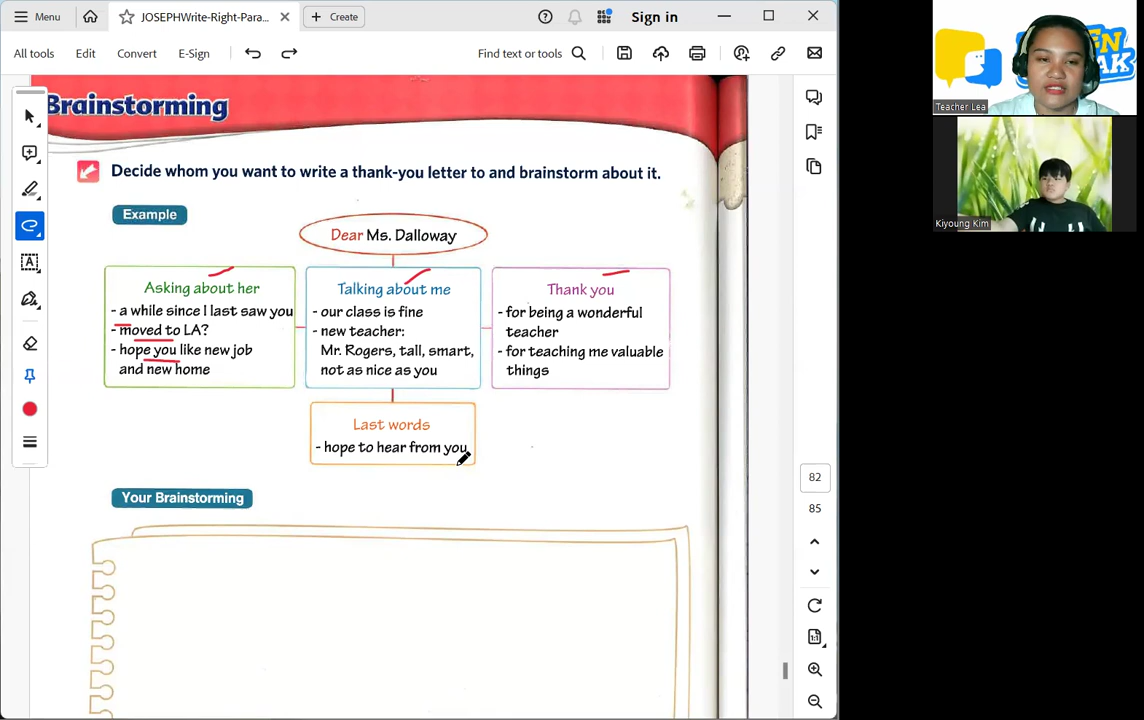 Menu
JOSEPHWrite-Right-Para...
Create
Sign in
All tools
Edit
Convert
E-Sign
Find text or tools
Brainstorming
Decide whom you want to write a thank-you letter to and brainstorm about it.
Example
Dear Ms. Dalloway
Asking about her
- a while since I last saw you
- moved to LA?
- hope you like new job
and new home
Talking about me
- our class is fine
- new teacher:
Mr. Rogers, tall, smart,
not as nice as you
Thank you
- for being a wonderful
teacher
- for teaching me valuable
things
Last words
- hope to hear from you
Your Brainstorming
82
85
1:1
Teacher Lea
Kiyoung Kim